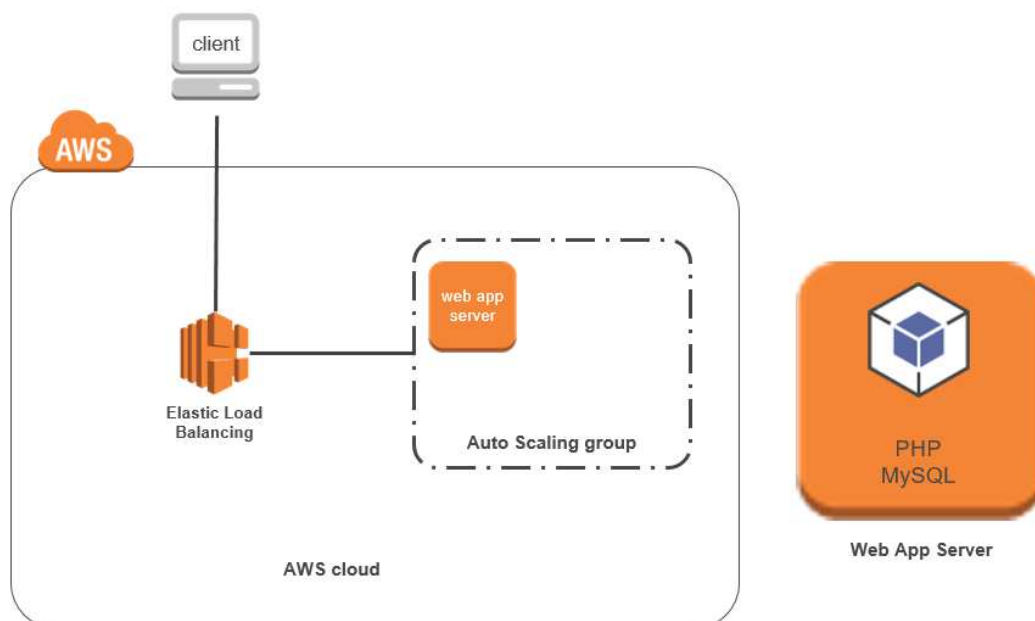 client
AWS
web app
server
Elastic Load
Balancing
Auto Scaling group
AWS cloud
PHP
MySQL
Web App Server